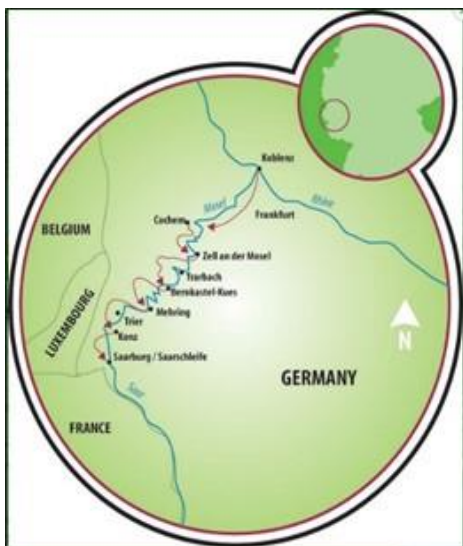 Koblenz
Mosel
Rhine
Cochem
Frankfurt
BELGIUM
Zell an der Mosel
Trarbach
Bernkastel-Kues
Mehring
LUXEMBOURG
Trier
Konz
N
Saarburg / Saarschleife
GERMANY
Saar
FRANCE